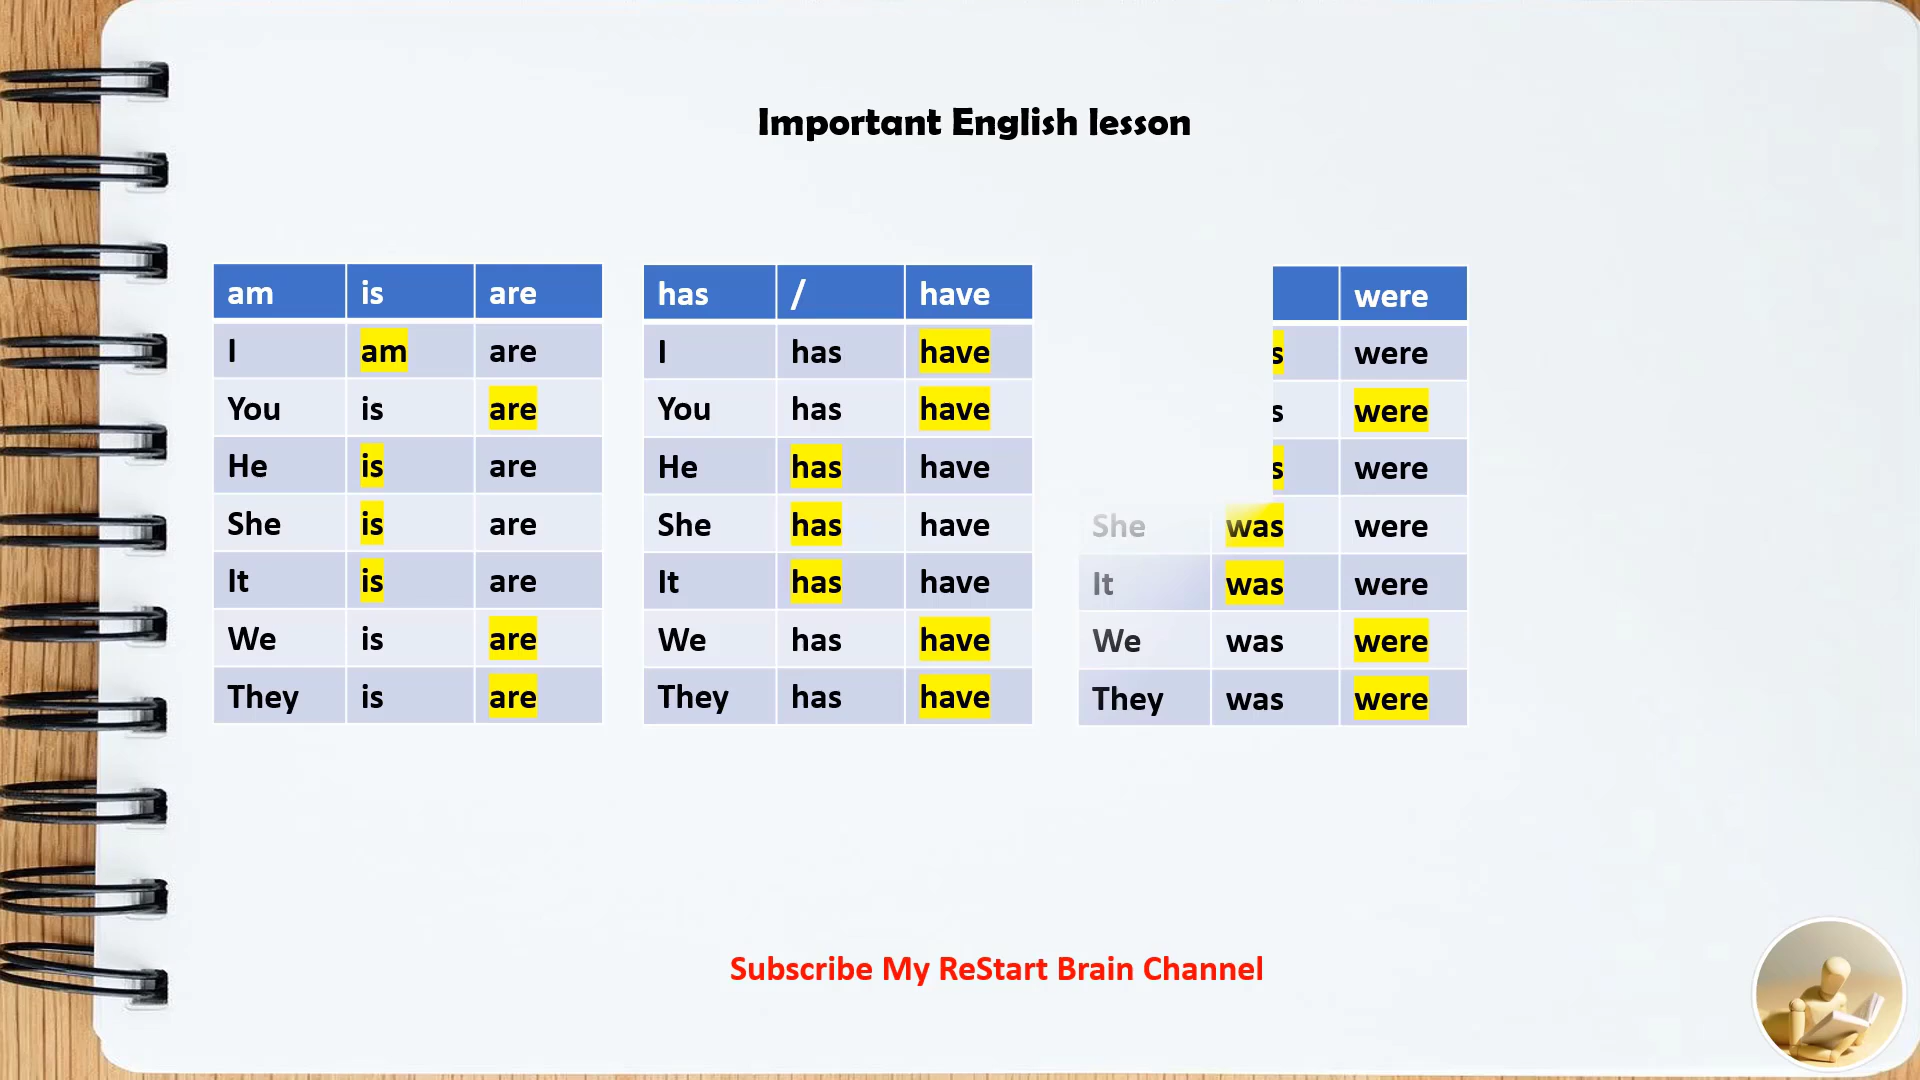 Important English lesson
am is are
I am are
You is are
He is are
She is are
It is are
We is are
They is are
has / have
I has have
You has have
He has have
She has have
It has have
We has have
They has have
were
s were
s were
s were
She was were
It was were
We was were
They was were
Subscribe My ReStart Brain Channel